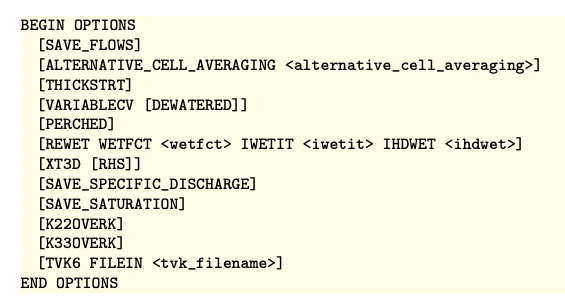 BEGIN OPTIONS
[SAVE_FLOWS]
[ALTERNATIVE_CELL_AVERAGING <alternative_cell_averaging>]
[THICKSTRT]
[VARIABLECV [DEWATERED]]
[PERCHED]
[REWET WETFCT <wetfct> IWETIT <iwetit> IHDWET <ihdwet>]
[XT3D [RHS]]
[SAVE_SPECIFIC_DISCHARGE]
[SAVE_SATURATION]
[K22OVERK]
[K33OVERK]
[TVK6 FILEIN <tvk_filename>]
END OPTIONS